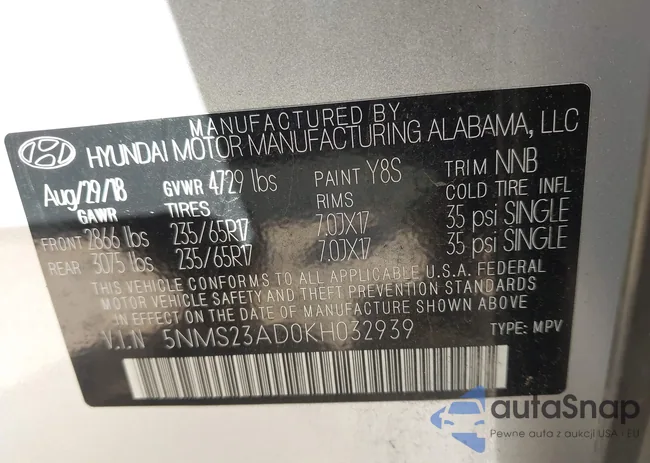 MANUFACTURED BY
HYUNDAI MOTOR MANUFACTURING ALABAMA, LLC
Aug/29/18 GVWR 4729 lbs PAINT Y8S TRIM NNB
GAWR TIRES RIMS COLD TIRE INFL
FRONT 2866 lbs 235/65R17 7.0JX17 35 psi SINGLE
REAR 3075 lbs 235/65R17 7.0JX17 35 psi SINGLE
THIS VEHICLE CONFORMS TO ALL APPLICABLE U.S.A. FEDERAL
MOTOR VEHICLE SAFETY AND THEFT PREVENTION STANDARDS
IN EFFECT ON THE DATE OF MANUFACTURE SHOWN ABOVE.
V.I.N 5NMS23AD0KH032939 TYPE: MPV
autaSnap
Pewne auta z aukcji USA - EU